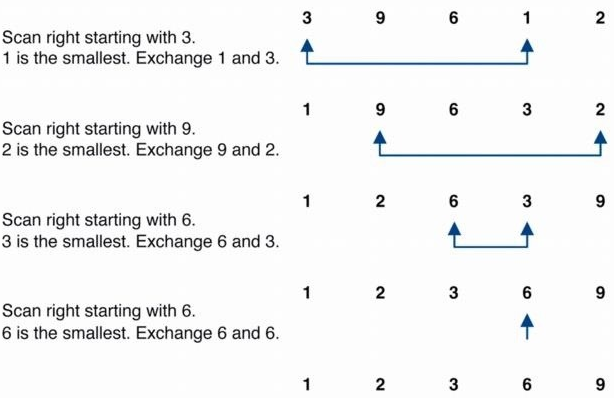 3 9 6 1 2
Scan right starting with 3.
1 is the smallest. Exchange 1 and 3.
1 9 6 3 2
Scan right starting with 9.
2 is the smallest. Exchange 9 and 2.
1 2 6 3 9
Scan right starting with 6.
3 is the smallest. Exchange 6 and 3.
1 2 3 6 9
Scan right starting with 6.
6 is the smallest. Exchange 6 and 6.
1 2 3 6 9